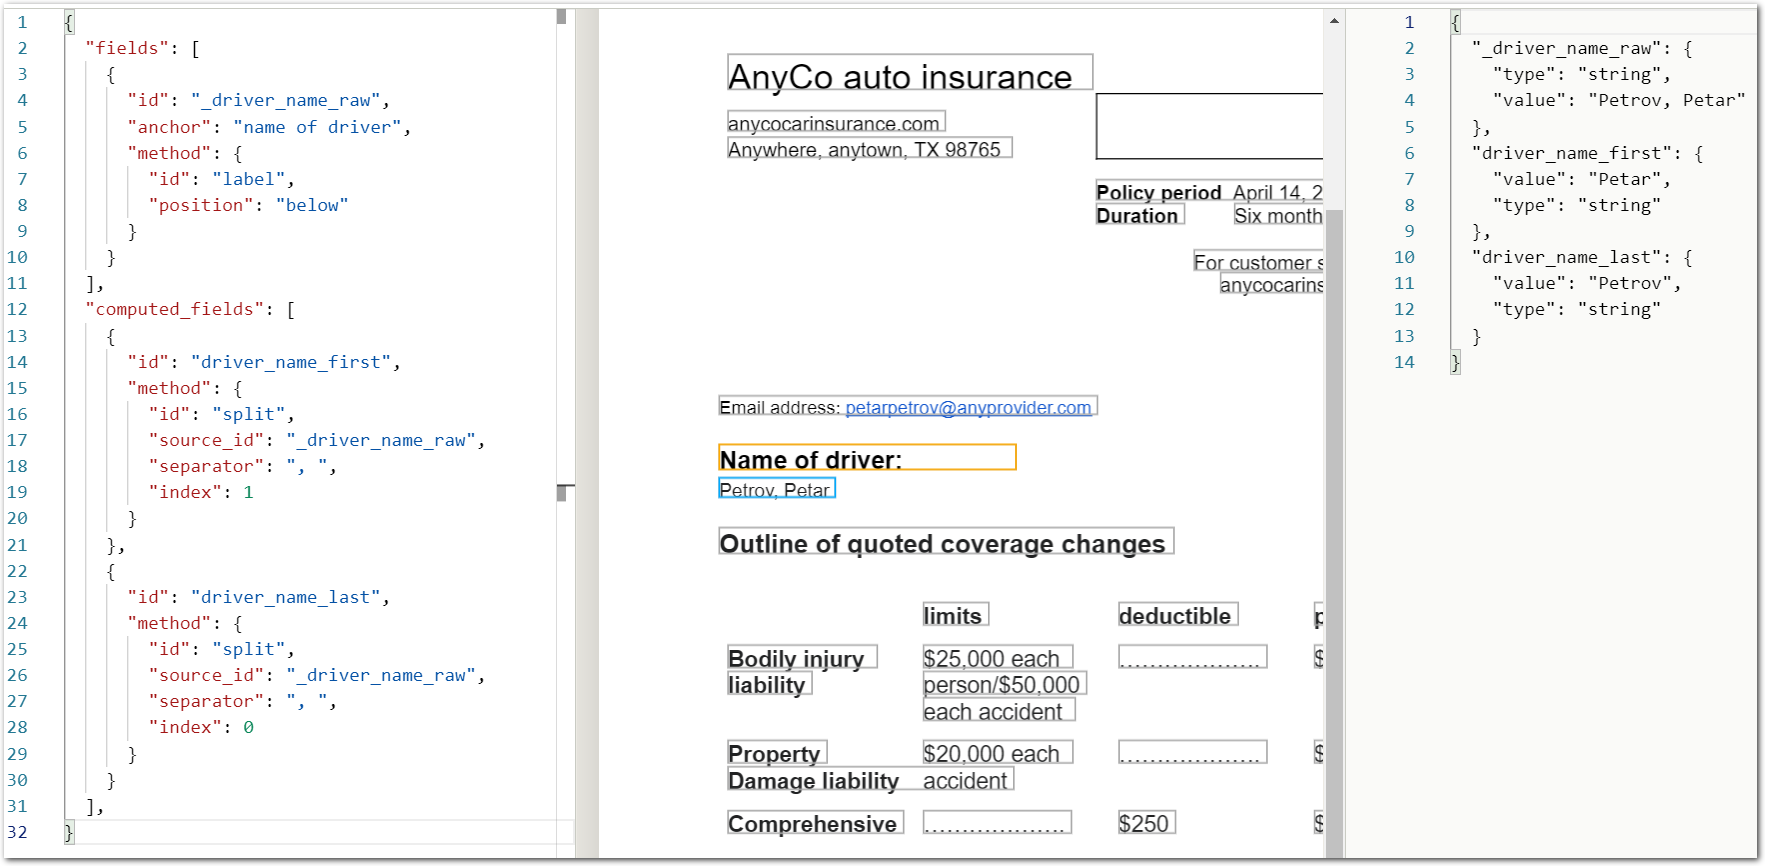 1 {
2 "fields": [
3 {
4 "id": "_driver_name_raw",
5 "anchor": "name of driver",
6 "method": {
7 "id": "label",
8 "position": "below"
9 }
10 }
11 ],
12 "computed_fields": [
13 {
14 "id": "driver_name_first",
15 "method": {
16 "id": "split",
17 "source_id": "_driver_name_raw",
18 "separator": ", ",
19 "index": 1
20 }
21 },
22 {
23 "id": "driver_name_last",
24 "method": {
25 "id": "split",
26 "source_id": "_driver_name_raw",
27 "separator": ", ",
28 "index": 0
29 }
30 }
31 ],
32 }
AnyCo auto insurance
anycocarinsurance.com
Anywhere, anytown, TX 98765
Policy period April 14, 2
Duration Six month
For customer s
anycocarins
Email address: petarpetrov@anyprovider.com
Name of driver:
Petrov, Petar
Outline of quoted coverage changes
limits deductible p
Bodily injury $25,000 each ................... $
liability person/$50,000
each accident
Property $20,000 each ................... $
Damage liability accident
Comprehensive ................... $250 $
1 {
2 "_driver_name_raw": {
3 "type": "string",
4 "value": "Petrov, Petar"
5 },
6 "driver_name_first": {
7 "value": "Petar",
8 "type": "string"
9 },
10 "driver_name_last": {
11 "value": "Petrov",
12 "type": "string"
13 }
14 }